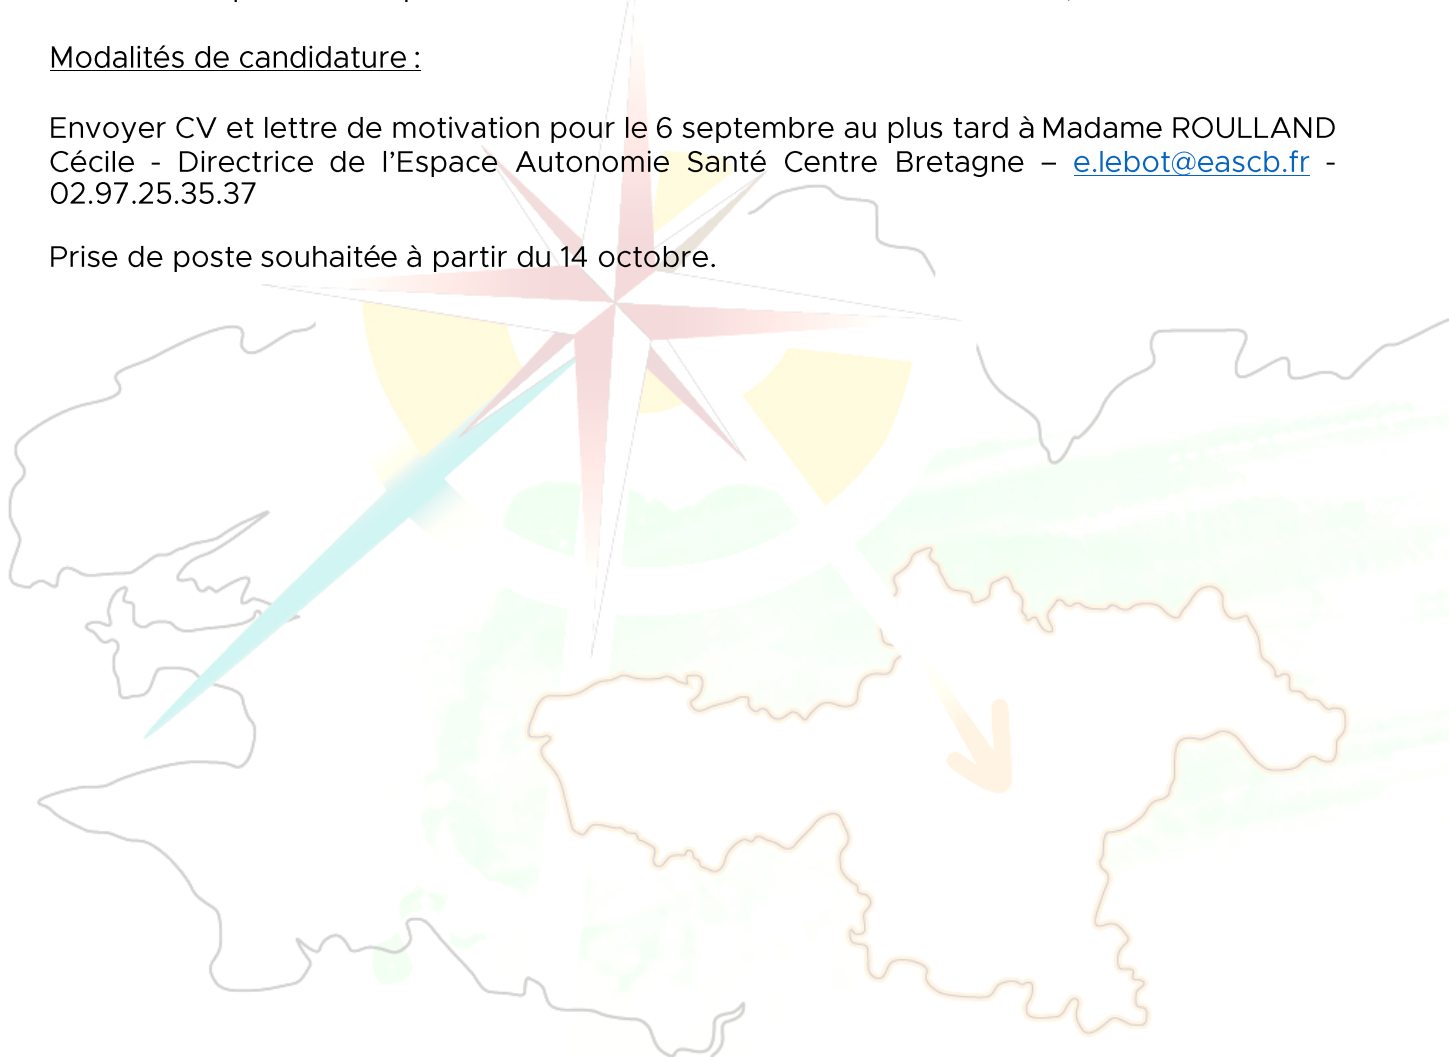 Modalités de candidature :
Envoyer CV et lettre de motivation pour le 6 septembre au plus tard à Madame ROULLAND
Cécile - Directrice de l’Espace Autonomie Santé Centre Bretagne – e.lebot@eascb.fr -
02.97.25.35.37
Prise de poste souhaitée à partir du 14 octobre.